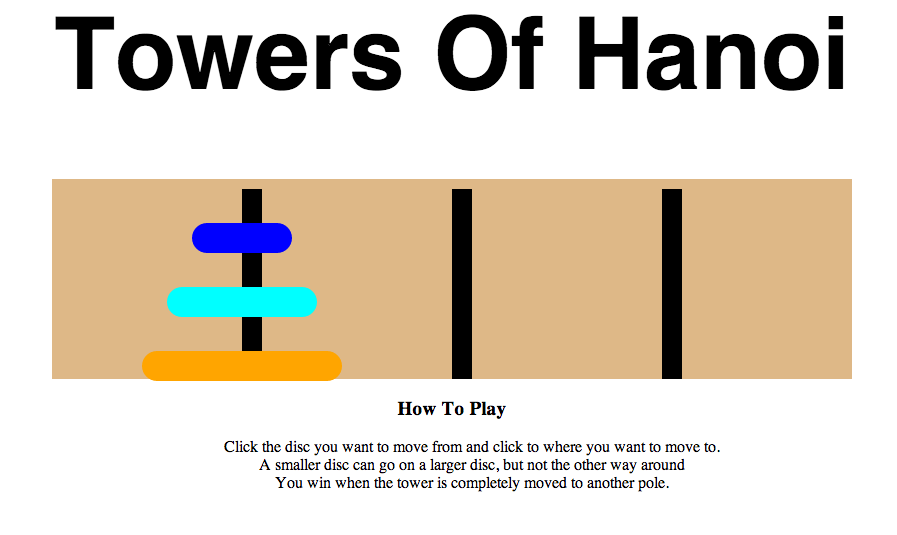 Towers Of Hanoi
How To Play
Click the disc you want to move from and click to where you want to move to.
A smaller disc can go on a larger disc, but not the other way around
You win when the tower is completely moved to another pole.